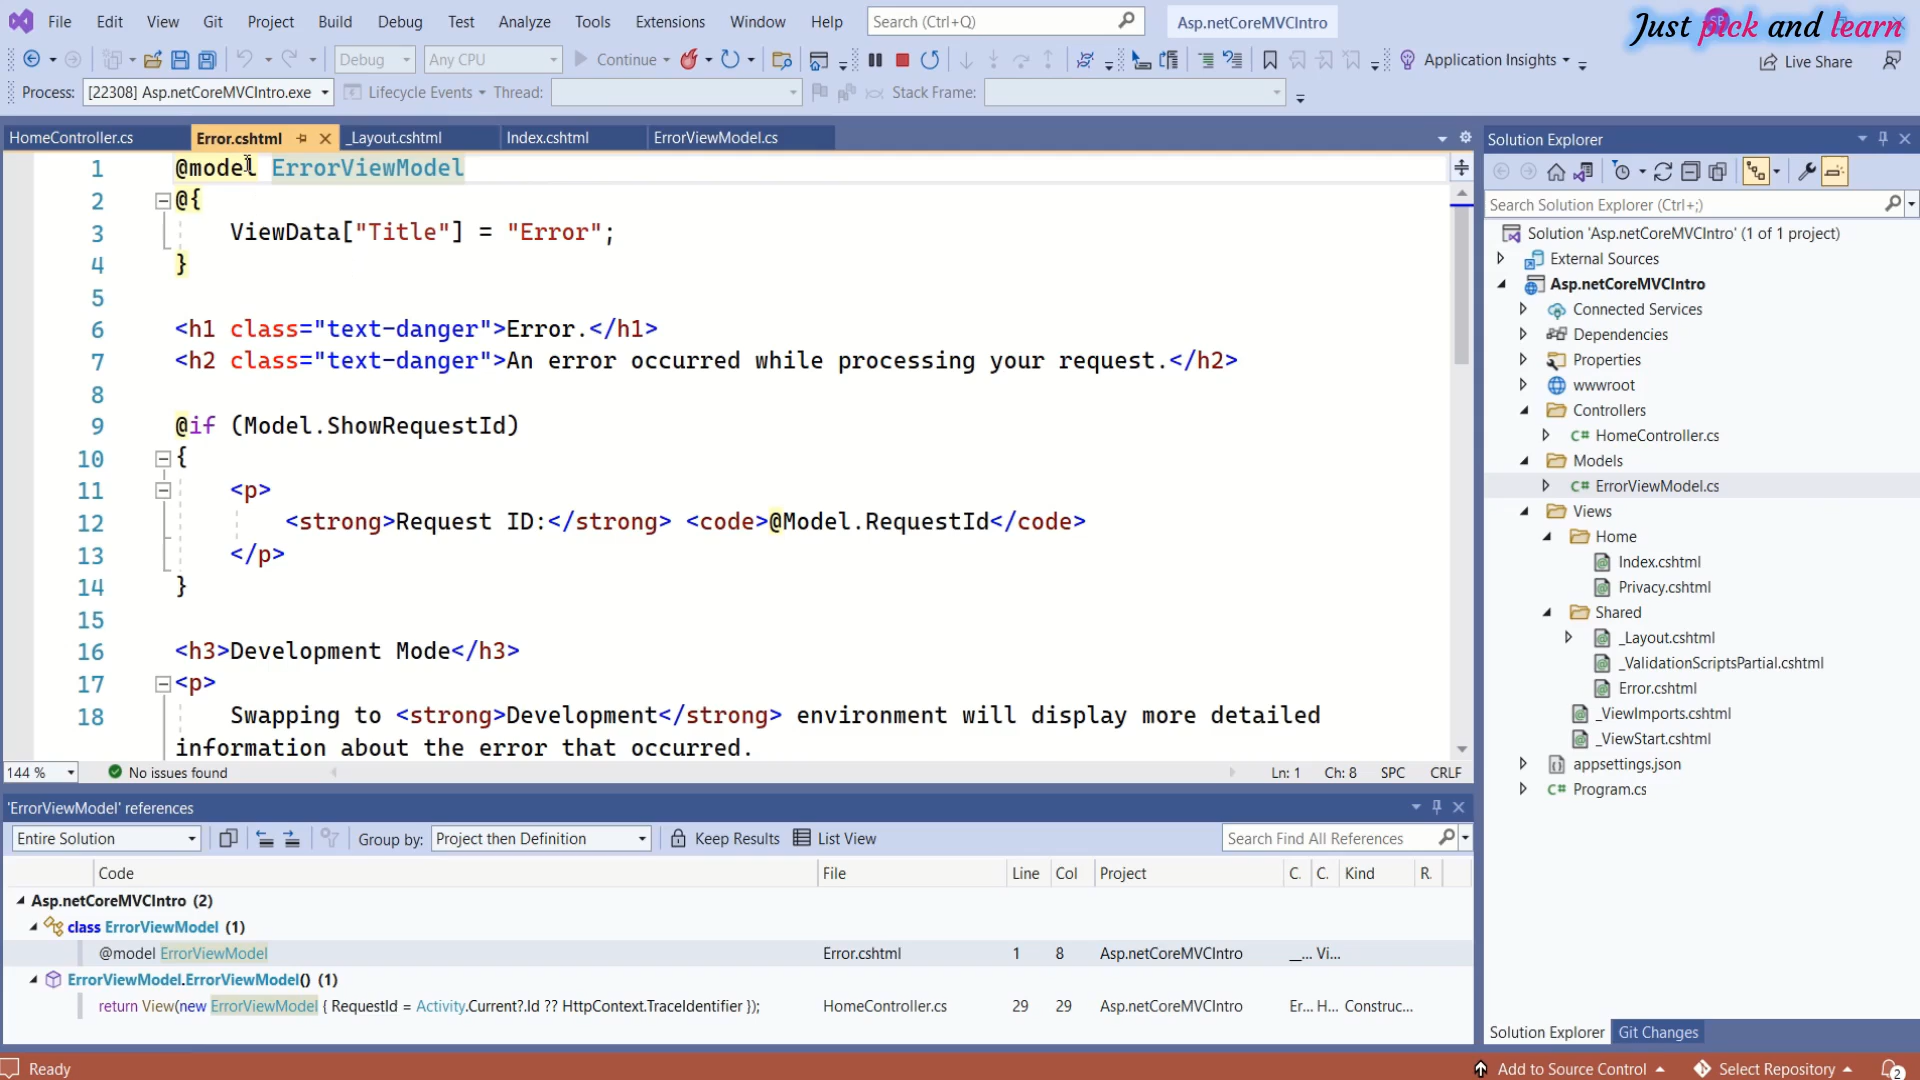 File Edit View Git Project Build Debug Test Analyze Tools Extensions Window Help Search (Ctrl+Q) Asp.netCoreMVCIntro
Just pick and learn
Debug Any CPU Continue Application Insights Live Share
Process: [22308] Asp.netCoreMVCIntro.exe Lifecycle Events Thread: Stack Frame:
HomeController.cs Error.cshtml _Layout.cshtml Index.cshtml ErrorViewModel.cs
1 @model ErrorViewModel
2 @{
3 ViewData["Title"] = "Error";
4 }
5
6 <h1 class="text-danger">Error.</h1>
7 <h2 class="text-danger">An error occurred while processing your request.</h2>
8
9 @if (Model.ShowRequestId)
10 {
11 <p>
12 <strong>Request ID:</strong> <code>@Model.RequestId</code>
13 </p>
14 }
15
16 <h3>Development Mode</h3>
17 <p>
18 Swapping to <strong>Development</strong> environment will display more detailed
information about the error that occurred.
144 % No issues found Ln: 1 Ch: 8 SPC CRLF
'ErrorViewModel' references
Entire Solution Group by: Project then Definition Keep Results List View Search Find All References
Code File Line Col Project C. C. Kind R.
Asp.netCoreMVCIntro (2)
class ErrorViewModel (1)
@model ErrorViewModel Error.cshtml 1 8 Asp.netCoreMVCIntro __... Vi...
ErrorViewModel.ErrorViewModel() (1)
return View(new ErrorViewModel { RequestId = Activity.Current?.Id ?? HttpContext.TraceIdentifier }); HomeController.cs 29 29 Asp.netCoreMVCIntro Er... H... Construc...
Solution Explorer
Search Solution Explorer (Ctrl+;)
Solution 'Asp.netCoreMVCIntro' (1 of 1 project)
External Sources
Asp.netCoreMVCIntro
Connected Services
Dependencies
Properties
wwwroot
Controllers
C# HomeController.cs
Models
C# ErrorViewModel.cs
Views
Home
Index.cshtml
Privacy.cshtml
Shared
_Layout.cshtml
_ValidationScriptsPartial.cshtml
Error.cshtml
_ViewImports.cshtml
_ViewStart.cshtml
appsettings.json
C# Program.cs
Solution Explorer Git Changes
Ready Add to Source Control Select Repository 2